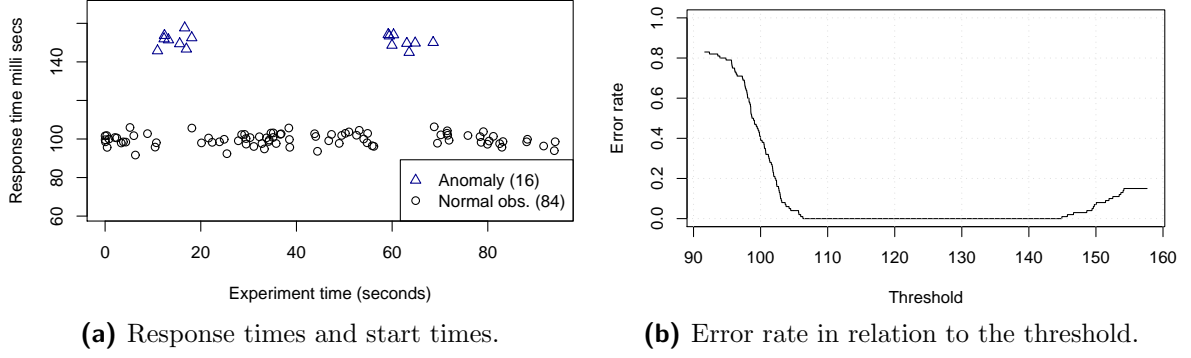 Response time milli secs
60 80 100 140
Anomaly (16)
Normal obs. (84)
0 20 40 60 80
Experiment time (seconds)
(a) Response times and start times.
Error rate
0.0 0.2 0.4 0.6 0.8 1.0
90 100 110 120 130 140 150 160
Threshold
(b) Error rate in relation to the threshold.